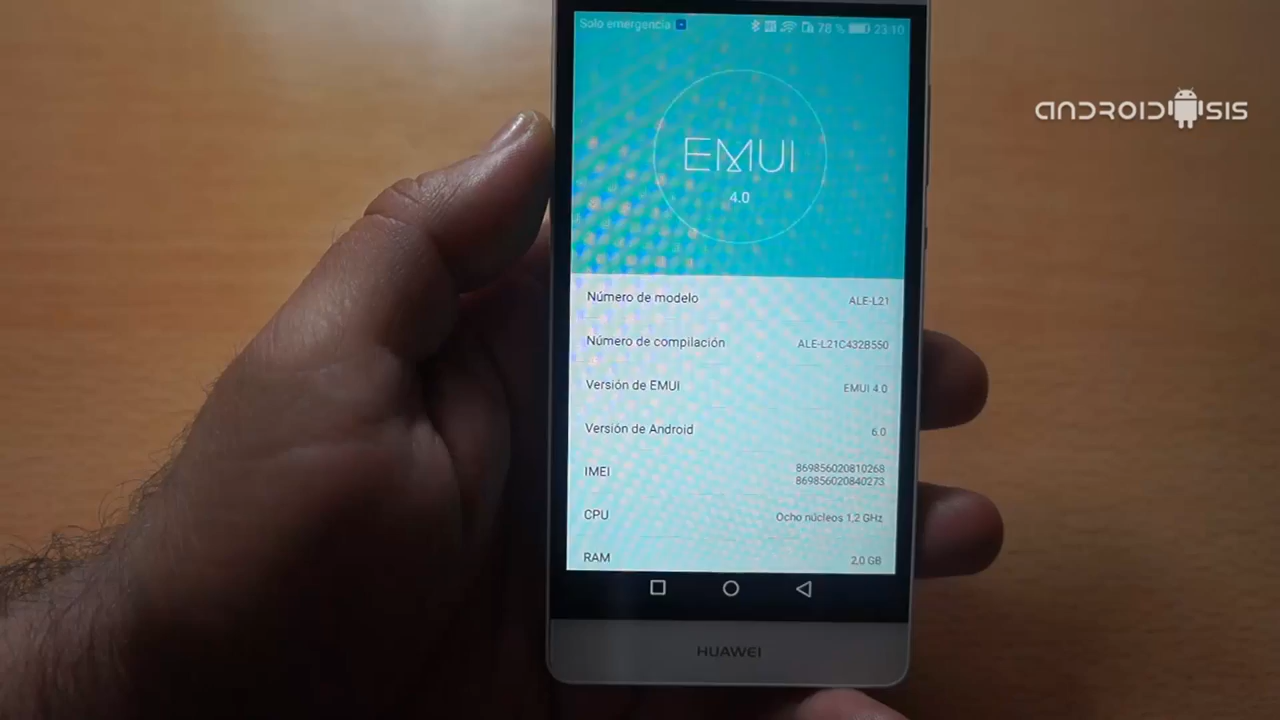 Solo emergencia
78 % 23:10
ANDROIDSIS
EMUI
4.0
Número de modelo ALE-L21
Número de compilación ALE-L21C432B550
Versión de EMUI EMUI 4.0
Versión de Android 6.0
IMEI 869856020810268
869856020840273
CPU Ocho núcleos 1,2 GHz
RAM 2,0 GB
HUAWEI